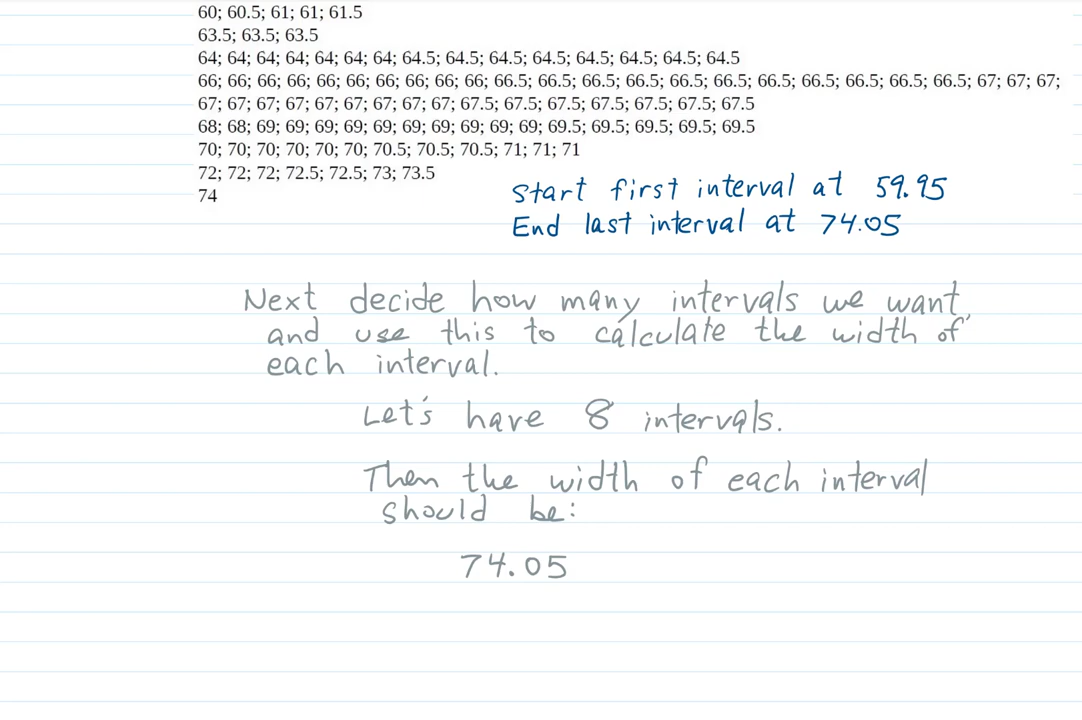 60; 60.5; 61; 61; 61.5
63.5; 63.5; 63.5
64; 64; 64; 64; 64; 64; 64; 64.5; 64.5; 64.5; 64.5; 64.5; 64.5; 64.5; 64.5
66; 66; 66; 66; 66; 66; 66; 66; 66; 66; 66.5; 66.5; 66.5; 66.5; 66.5; 66.5; 66.5; 66.5; 66.5; 66.5; 66.5; 67; 67; 67;
67; 67; 67; 67; 67; 67; 67; 67; 67; 67.5; 67.5; 67.5; 67.5; 67.5; 67.5; 67.5
68; 68; 69; 69; 69; 69; 69; 69; 69; 69; 69; 69; 69.5; 69.5; 69.5; 69.5; 69.5
70; 70; 70; 70; 70; 70; 70.5; 70.5; 70.5; 71; 71; 71
72; 72; 72; 72.5; 72.5; 73; 73.5
74
Start first interval at 59.95
End last interval at 74.05
Next decide how many intervals we want
and use this to calculate the width of
each interval.
Let's have 8 intervals.
Then the width of each interval
should be:
74.05